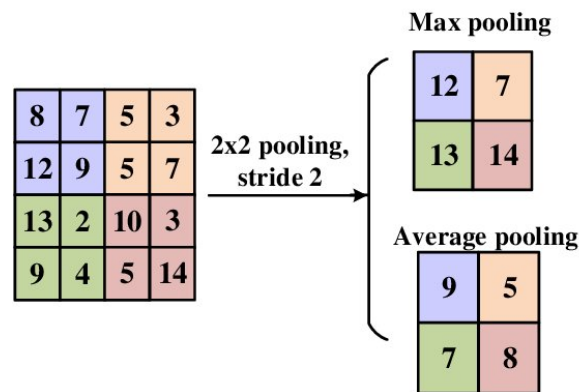 Max pooling
12 7
13 14
8 7 5 3
12 9 5 7
13 2 10 3
9 4 5 14
2x2 pooling,
stride 2
Average pooling
9 5
7 8